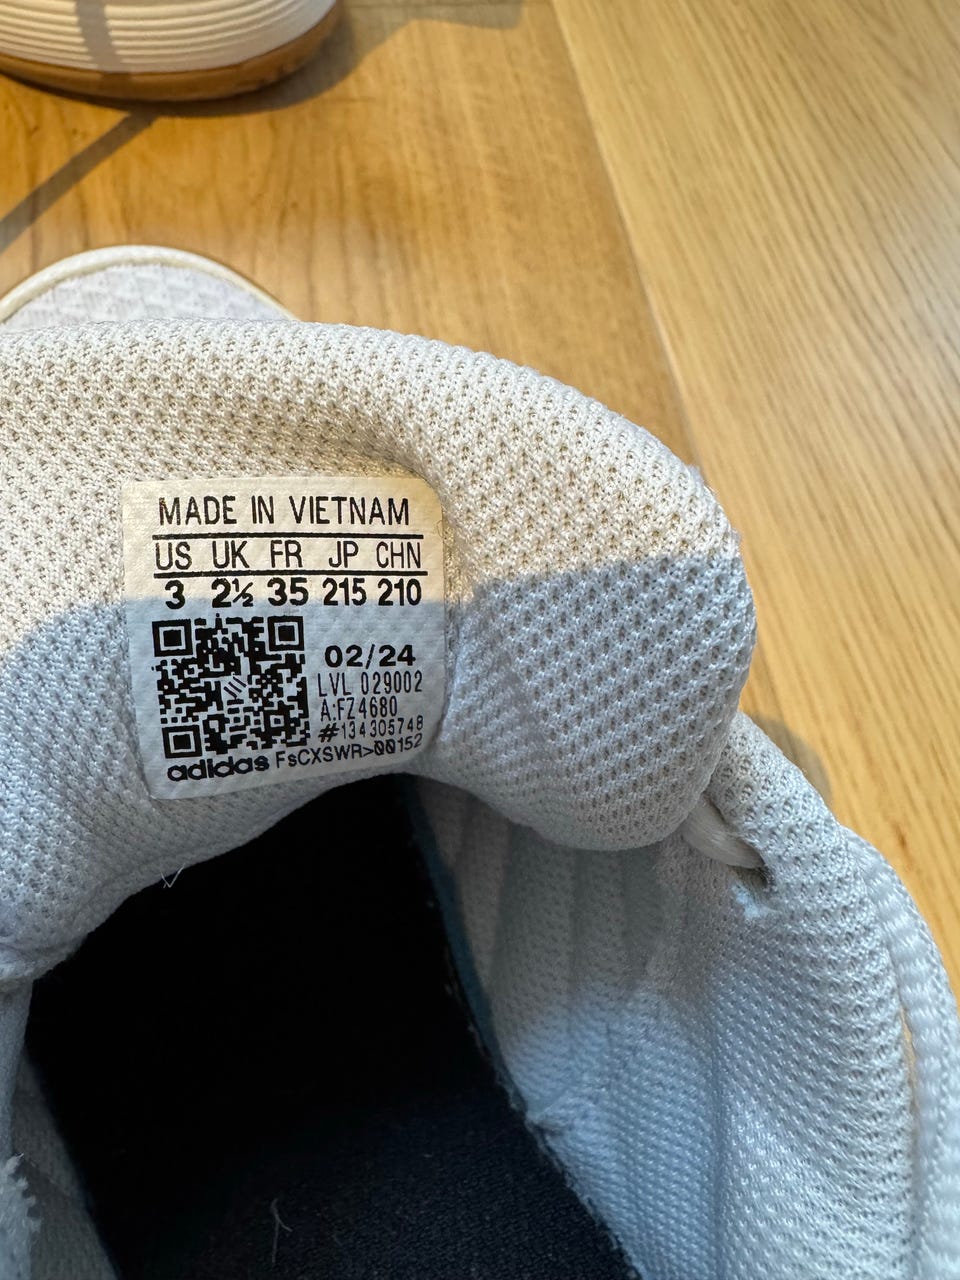 MADE IN VIETNAM
US UK FR JP CHN
3 2½ 35 215 210
02/24
LVL 029002
A:FZ4680
#134305748
adidas FsCXSWR>00152